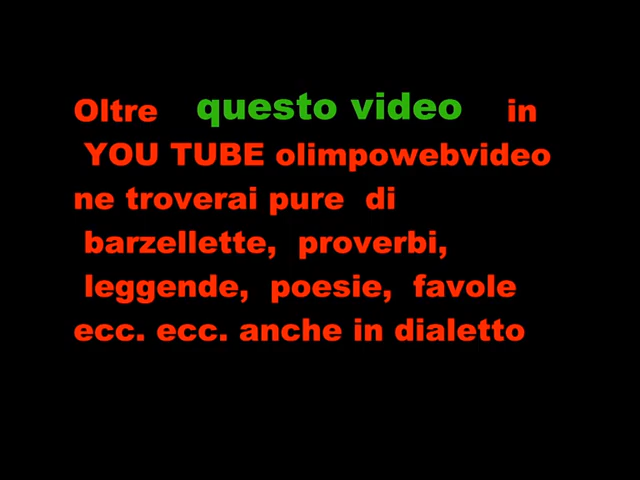 Oltre questo video in
YOU TUBE olimpowebvideo
ne troverai pure di
barzellette, proverbi,
leggende, poesie, favole
ecc. ecc. anche in dialetto